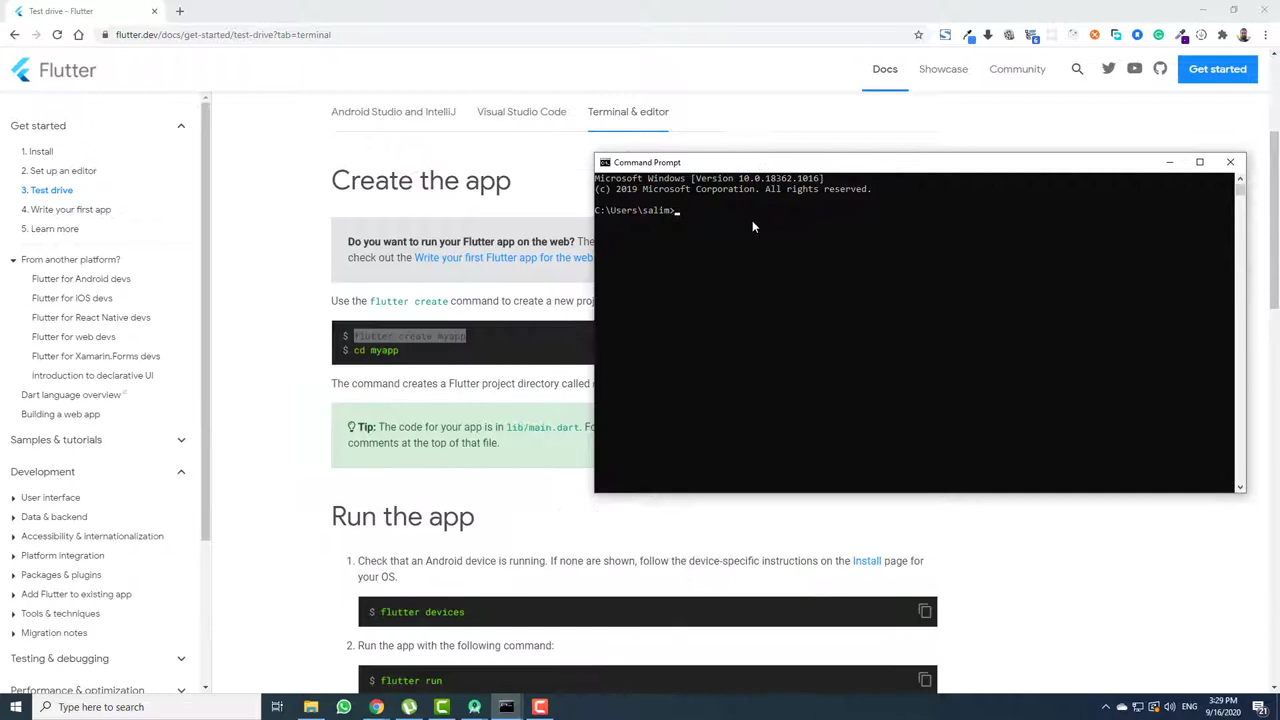 Test drive - Flutter
flutter.dev/docs/get-started/test-drive?tab=terminal
Flutter
Docs
Showcase
Community
Get started
Get started
1. Install
2. Set up an editor
3. Test drive
4. Write your first app
5. Learn more
From another platform?
Flutter for Android devs
Flutter for iOS devs
Flutter for React Native devs
Flutter for web devs
Flutter for Xamarin.Forms devs
Introduction to declarative UI
Dart language overview
Building a web app
Samples & tutorials
Development
User interface
Data & backend
Accessibility & internationalization
Platform integration
Packages & plugins
Add Flutter to existing app
Tools & techniques
Migration notes
Testing & debugging
Performance & optimization
Android Studio and IntelliJ
Visual Studio Code
Terminal & editor
Create the app
Do you want to run your Flutter app on the web? The
check out the Write your first Flutter app for the web
Use the flutter create command to create a new proj
$ flutter create myapp
$ cd myapp
The command creates a Flutter project directory called
Tip: The code for your app is in lib/main.dart. Fo
comments at the top of that file.
Run the app
1. Check that an Android device is running. If none are shown, follow the device-specific instructions on the Install page for
your OS.
$ flutter devices
2. Run the app with the following command:
$ flutter run
Command Prompt
Microsoft Windows [Version 10.0.18362.1016]
(c) 2019 Microsoft Corporation. All rights reserved.
C:\Users\salim>
Type here to search
ENG
3:29 PM
9/16/2020
21